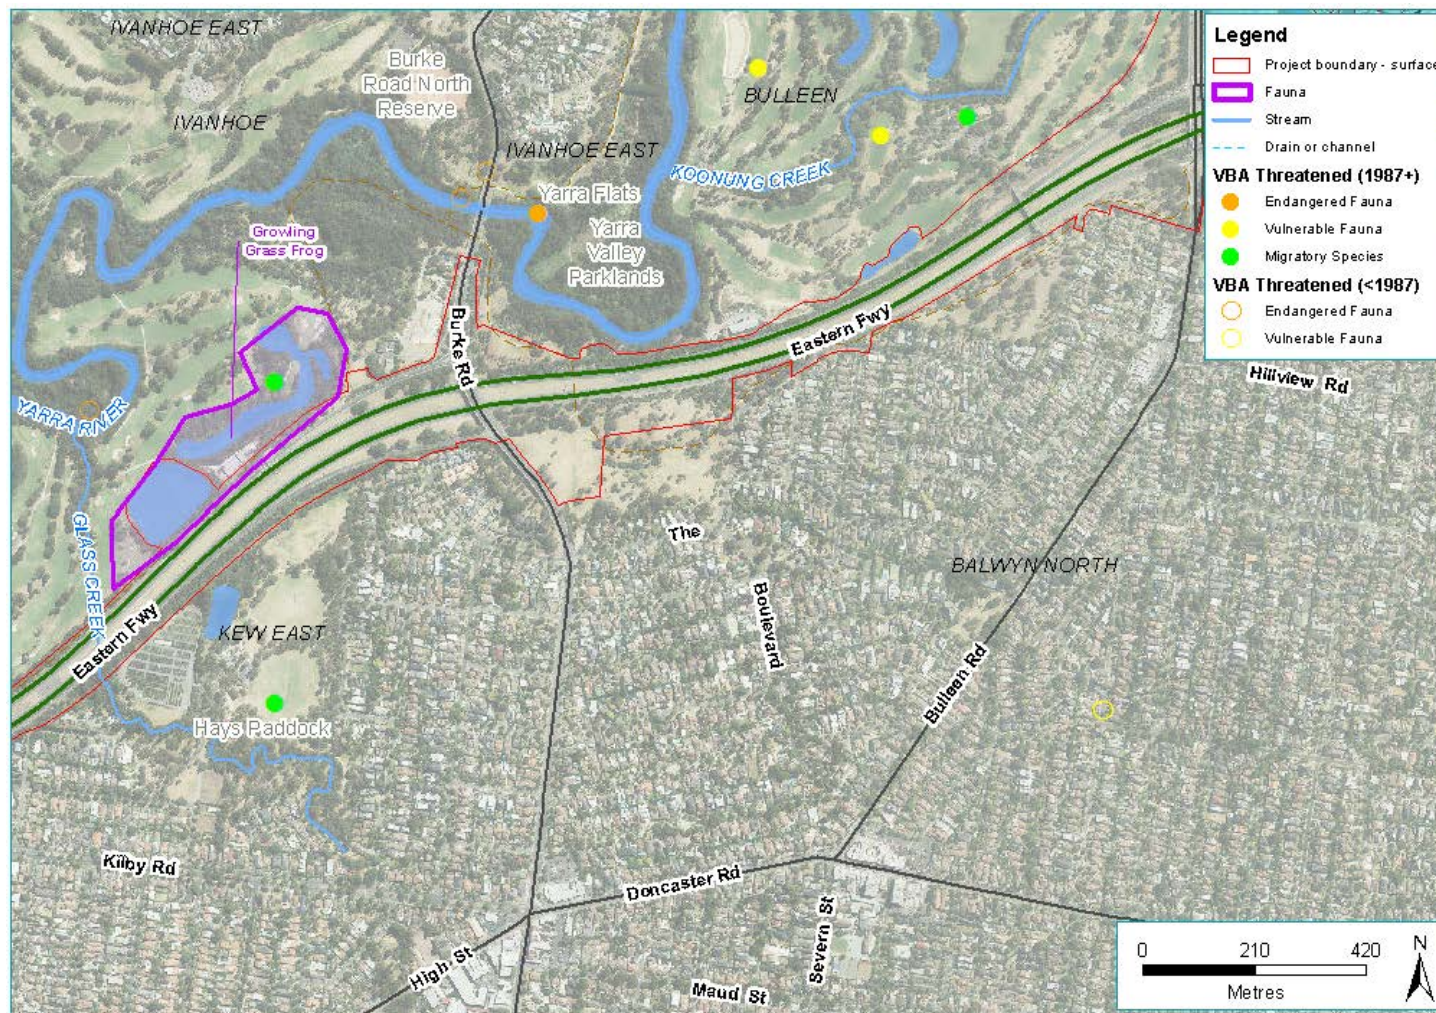 IVANHOE EAST
Burke
Road North
Reserve
IVANHOE
IVANHOE EAST
BULLEEN
KOONUNG CREEK
Yarra Flats
Yarra
Valley
Parklands
Growling
Grass Frog
Burke Rd
Eastern Fwy
YARRA RIVER
GLASS CREEK
Eastern Fwy
KEW EAST
Hays Paddock
The
Boulevard
BALWYN NORTH
Bulleen Rd
Hillview Rd
Kilby Rd
Doncaster Rd
High St
Severn St
Maud St
Legend
Project boundary - surface
Fauna
Stream
Drain or channel
VBA Threatened (1987+)
Endangered Fauna
Vulnerable Fauna
Migratory Species
VBA Threatened (<1987)
Endangered Fauna
Vulnerable Fauna
0 210 420
Metres
N